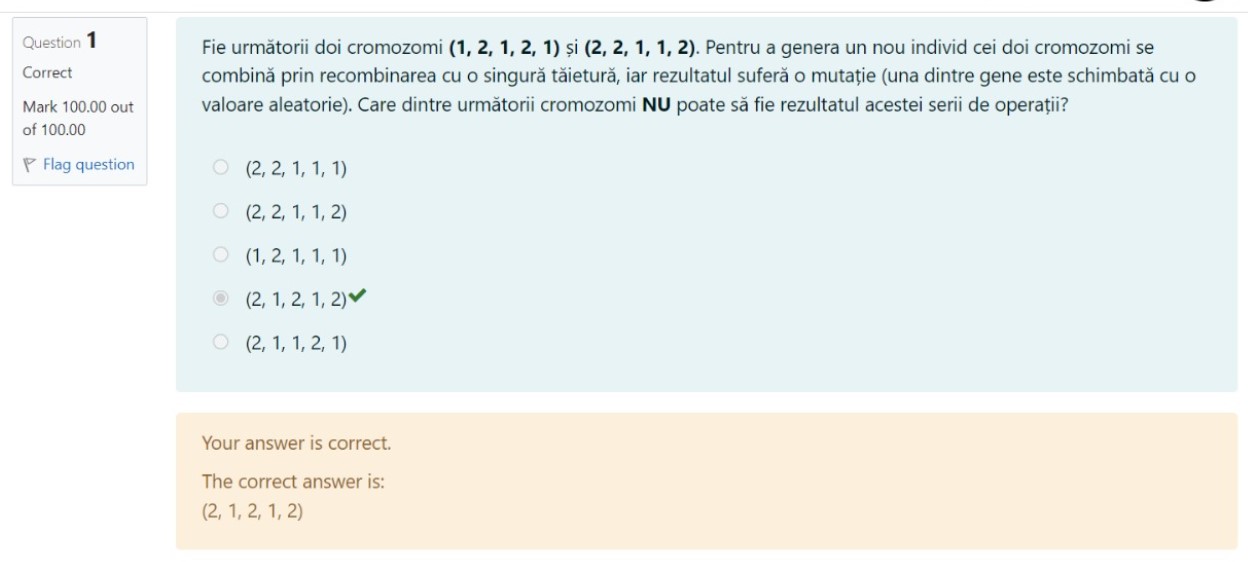 Question 1
Correct
Mark 100.00 out
of 100.00
Flag question
Fie următorii doi cromozomi (1, 2, 1, 2, 1) și (2, 2, 1, 1, 2). Pentru a genera un nou individ cei doi cromozomi se
combină prin recombinarea cu o singură tăietură, iar rezultatul suferă o mutație (una dintre gene este schimbată cu o
valoare aleatorie). Care dintre următorii cromozomi NU poate să fie rezultatul acestei serii de operații?
(2, 2, 1, 1, 1)
(2, 2, 1, 1, 2)
(1, 2, 1, 1, 1)
(2, 1, 2, 1, 2)
(2, 1, 1, 2, 1)
Your answer is correct.
The correct answer is:
(2, 1, 2, 1, 2)